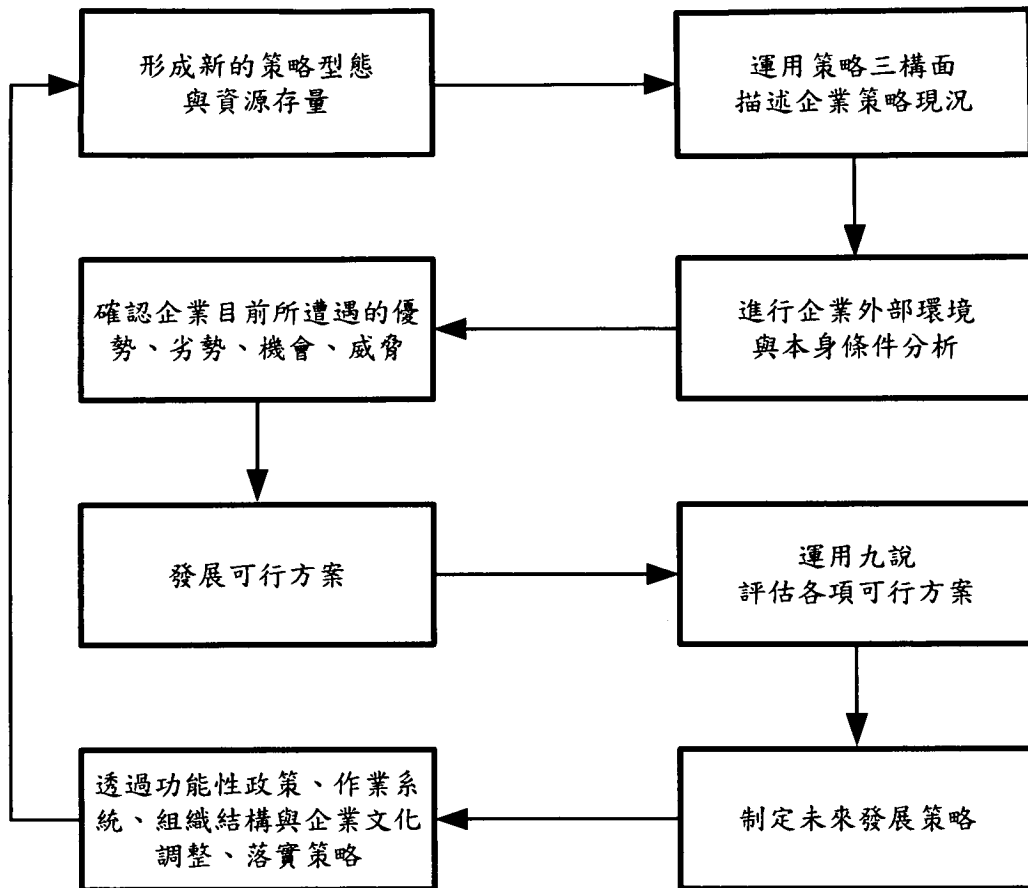 形成新的策略型態
與資源存量
運用策略三構面
描述企業策略現況
確認企業目前所遭遇的優
勢、劣勢、機會、威脅
進行企業外部環境
與本身條件分析
發展可行方案
運用九說
評估各項可行方案
透過功能性政策、作業系
統、組織結構與企業文化
調整、落實策略
制定未來發展策略